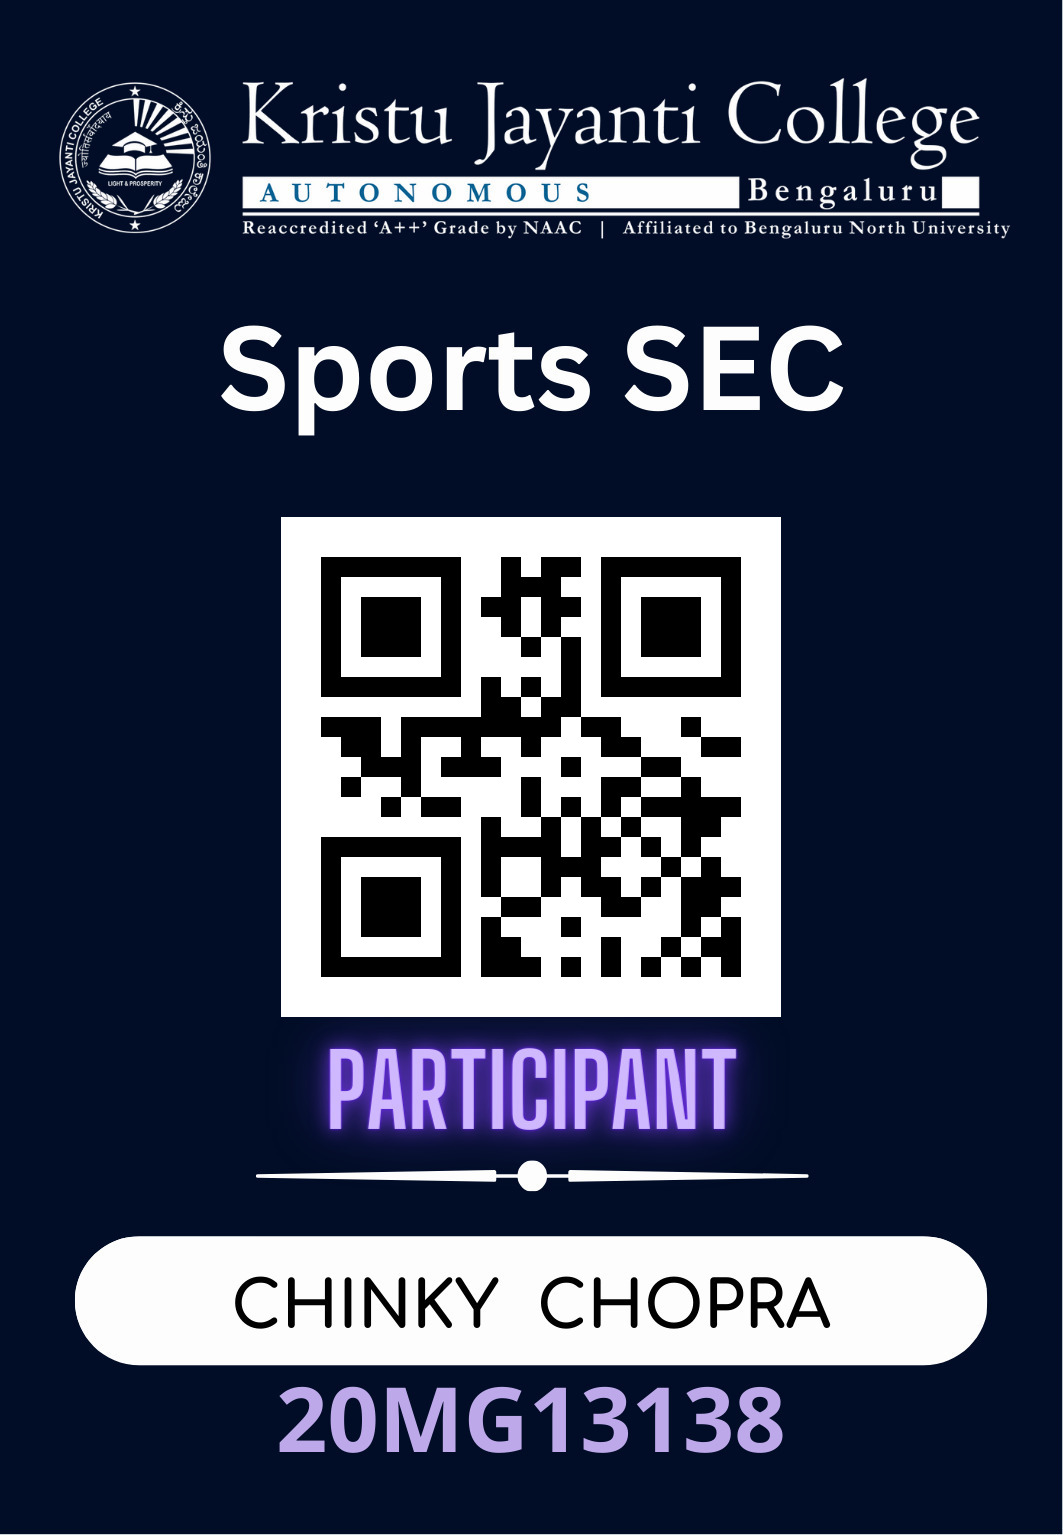 Kristu Jayanti College
AUTONOMOUS Bengaluru
Reaccredited ‘A++’ Grade by NAAC | Affiliated to Bengaluru North University
KRISTU JAYANTI COLLEGE
LIGHT & PROSPERITY
Sports SEC
PARTICIPANT
CHINKY CHOPRA
20MG13138